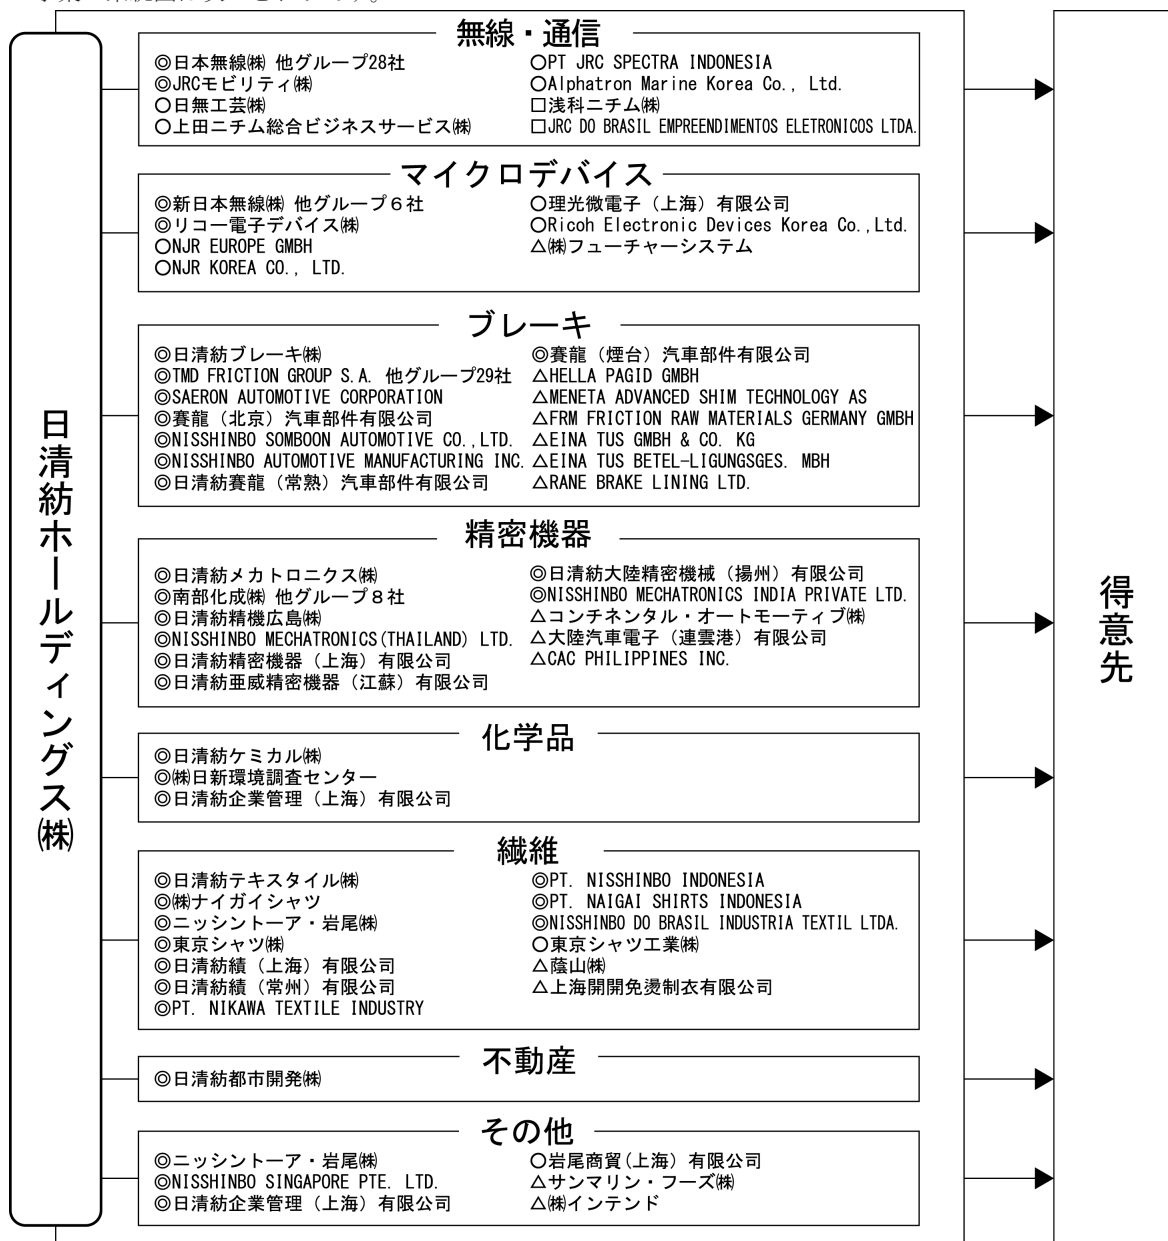 日清紡ホールディングス㈱
無線・通信
◎日本無線㈱ 他グループ28社
◎JRCモビリティ㈱
○日無工芸㈱
○上田ニチム総合ビジネスサービス㈱
○PT JRC SPECTRA INDONESIA
○Alphatron Marine Korea Co., Ltd.
□浅科ニチム㈱
□JRC DO BRASIL EMPREENDIMENTOS ELETRONICOS LTDA.
マイクロデバイス
◎新日本無線㈱ 他グループ6社
◎リコー電子デバイス㈱
○NJR EUROPE GMBH
○NJR KOREA CO., LTD.
○理光微電子（上海）有限公司
○Ricoh Electronic Devices Korea Co.,Ltd.
△㈱フューチャーシステム
ブレーキ
◎日清紡ブレーキ㈱
◎TMD FRICTION GROUP S.A. 他グループ29社
◎SAERON AUTOMOTIVE CORPORATION
◎賽龍（北京）汽車部件有限公司
◎NISSHINBO SOMBOON AUTOMOTIVE CO.,LTD.
◎NISSHINBO AUTOMOTIVE MANUFACTURING INC.
◎日清紡賽龍（常熟）汽車部件有限公司
◎賽龍（煙台）汽車部件有限公司
△HELLA PAGID GMBH
△MENETA ADVANCED SHIM TECHNOLOGY AS
△FRM FRICTION RAW MATERIALS GERMANY GMBH
△EINA TUS GMBH & CO. KG
△EINA TUS BETEL-LIGUNGSGES. MBH
△RANE BRAKE LINING LTD.
精密機器
◎日清紡メカトロニクス㈱
◎南部化成㈱ 他グループ8社
◎日清紡精機広島㈱
◎NISSHINBO MECHATRONICS(THAILAND) LTD.
◎日清紡精密機器（上海）有限公司
◎日清紡亜威精密機器（江蘇）有限公司
◎日清紡大陸精密機械（揚州）有限公司
◎NISSHINBO MECHATRONICS INDIA PRIVATE LTD.
△コンチネンタル・オートモーティブ㈱
△大陸汽車電子（連雲港）有限公司
△CAC PHILIPPINES INC.
化学品
◎日清紡ケミカル㈱
◎㈱日新環境調査センター
◎日清紡企業管理（上海）有限公司
繊維
◎日清紡テキスタイル㈱
◎㈱ナイガイシャツ
◎ニッシントーア・岩尾㈱
◎東京シャツ㈱
◎日清紡績（上海）有限公司
◎日清紡績（常州）有限公司
◎PT. NIKAWA TEXTILE INDUSTRY
◎PT. NISSHINBO INDONESIA
◎PT. NAIGAI SHIRTS INDONESIA
◎NISSHINBO DO BRASIL INDUSTRIA TEXTIL LTDA.
○東京シャツ工業㈱
△蔭山㈱
△上海開開免燙制衣有限公司
不動産
◎日清紡都市開発㈱
その他
◎ニッシントーア・岩尾㈱
◎NISSHINBO SINGAPORE PTE. LTD.
◎日清紡企業管理（上海）有限公司
○岩尾商貿(上海）有限公司
△サンマリン・フーズ㈱
△㈱インテンド
得意先